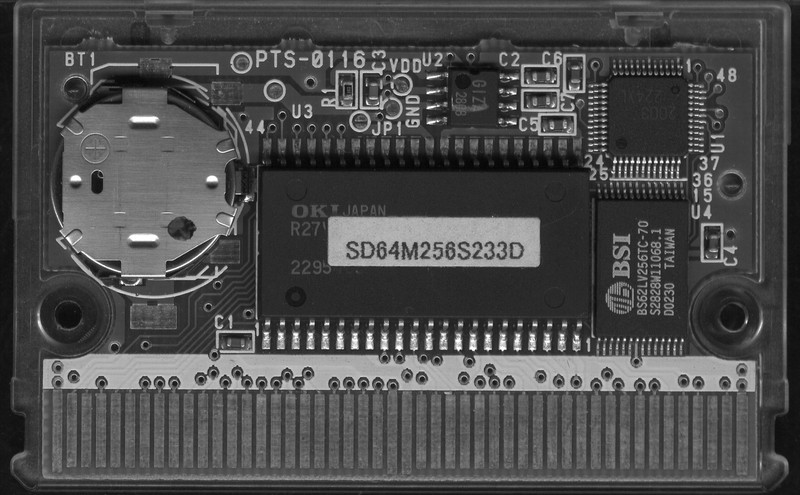 BT1
PTS-0116
C3
VDD
U2
C2
C6
1
48
R1
GND
C7
U3
44
JP1
C5
U1
24
25
37
36
15
U4
OKI JAPAN
R27V
SD64M256S233D
2295
BSI
BS62LV256TC-70
S2828W11068.1
D0230 TAIWAN
C4
C1